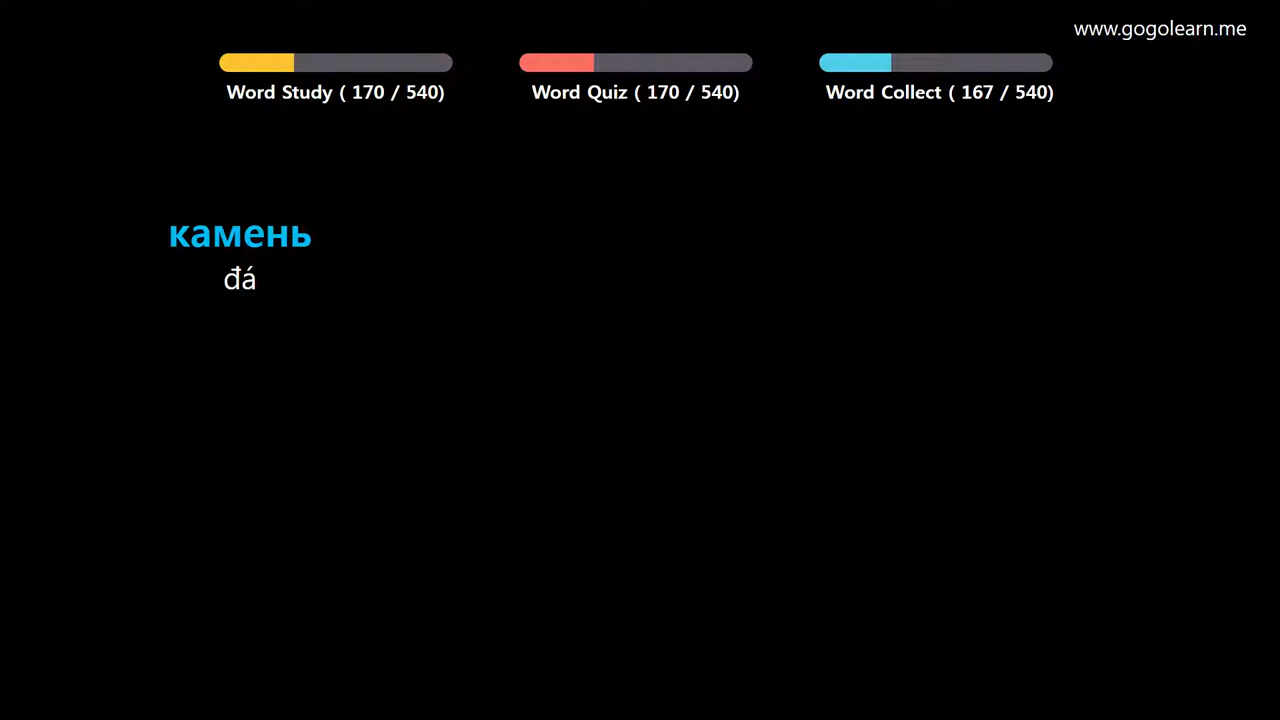 www.gogolearn.me
Word Study ( 170 / 540)
Word Quiz ( 170 / 540)
Word Collect ( 167 / 540)
камень
đá